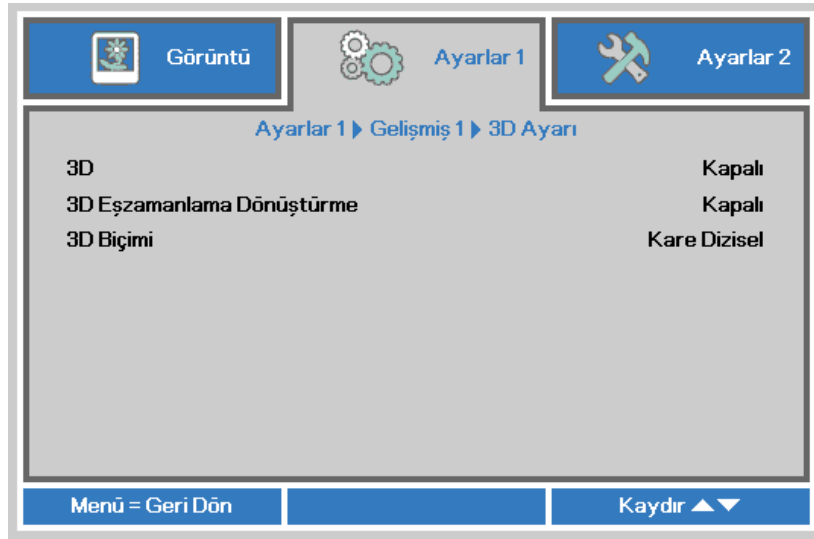 Görüntü
Ayarlar 1
Ayarlar 2
Ayarlar 1 ▶ Gelişmiş 1 ▶ 3D Ayarı
3D Kapalı
3D Eşzamanlama Dönüştürme Kapalı
3D Biçimi Kare Dizisel
Menü = Geri Dön
Kaydır ▲▼